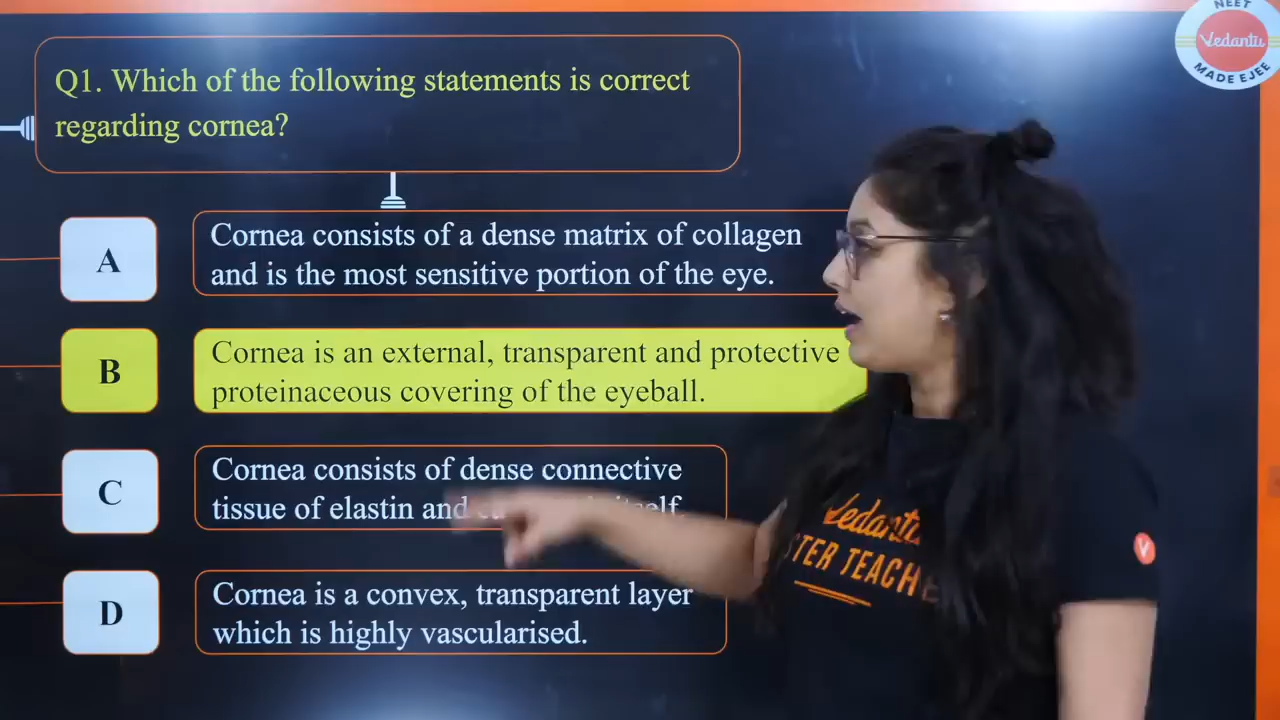 NEET
Vedantu
MADE EJEE
Q1. Which of the following statements is correct
regarding cornea?
A
Cornea consists of a dense matrix of collagen
and is the most sensitive portion of the eye.
B
Cornea is an external, transparent and protective
proteinaceous covering of the eyeball.
C
Cornea consists of dense connective
tissue of elastin and itself.
D
Cornea is a convex, transparent layer
which is highly vascularised.
Vedantu
TEACHE
V